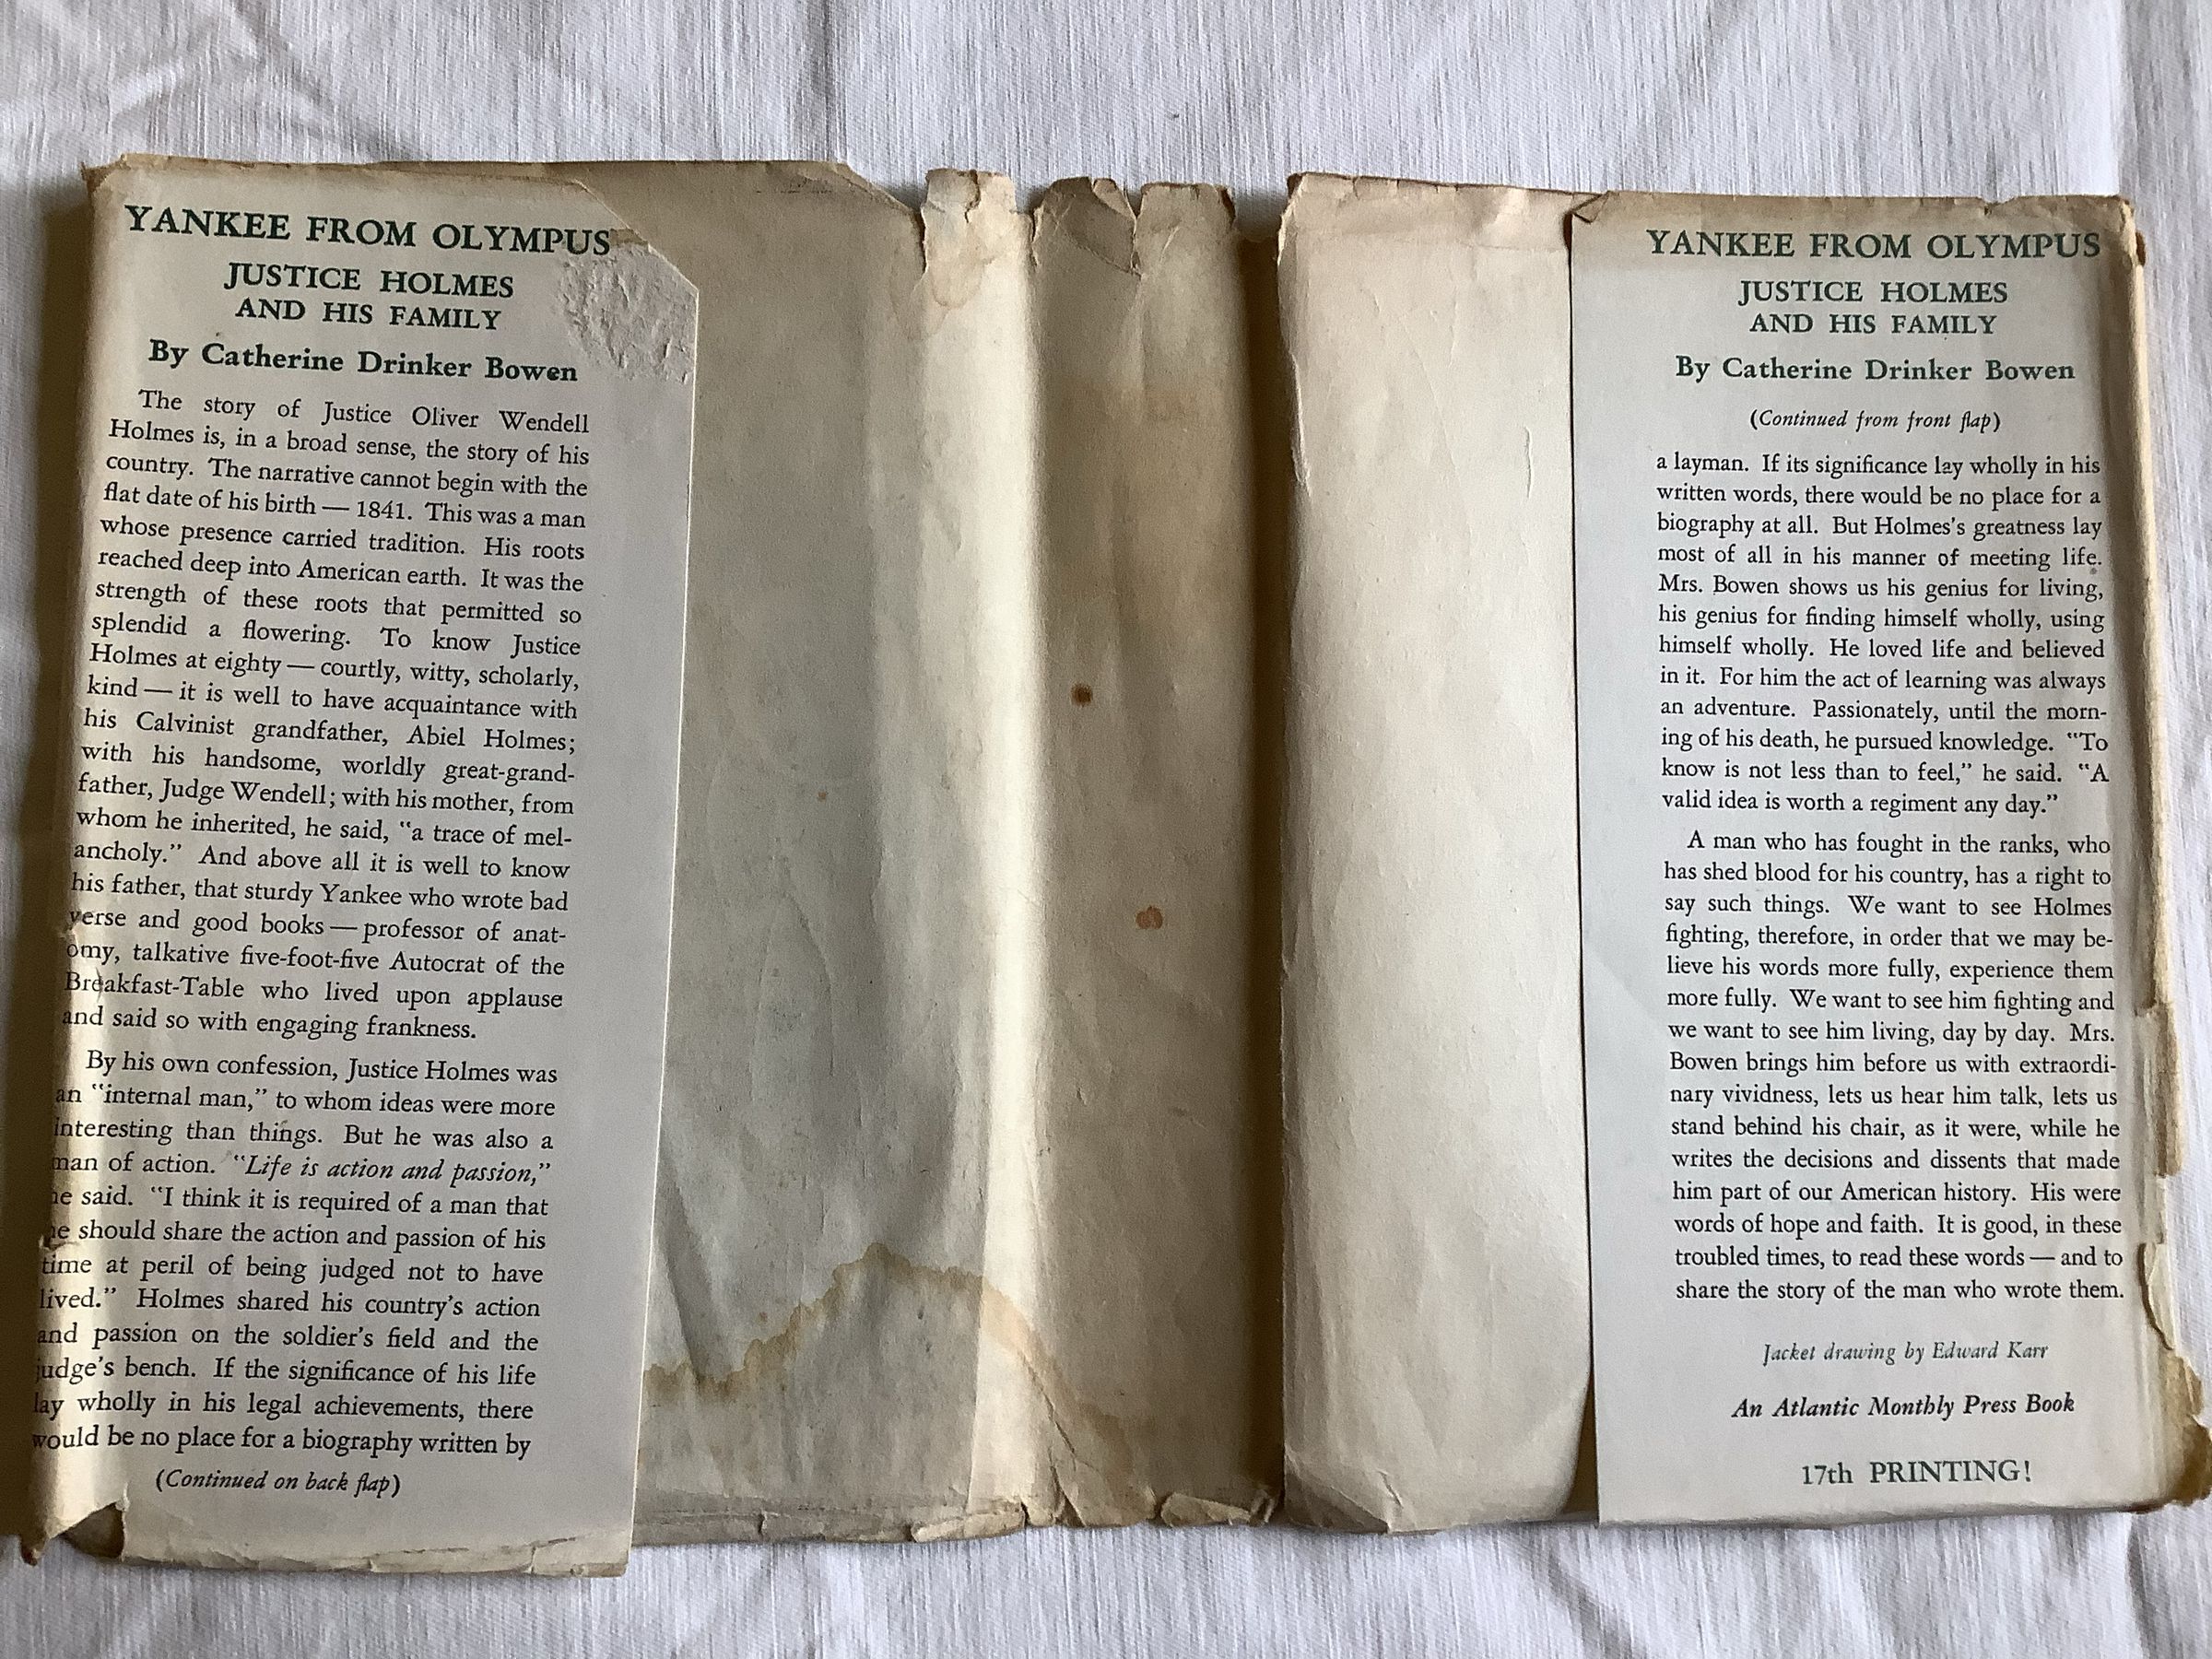 YANKEE FROM OLYMPUS
JUSTICE HOLMES
AND HIS FAMILY
By Catherine Drinker Bowen
The story of Justice Oliver Wendell
Holmes is, in a broad sense, the story of his
country. The narrative cannot begin with the
flat date of his birth — 1841. This was a man
whose presence carried tradition. His roots
reached deep into American earth. It was the
strength of these roots that permitted so
splendid a flowering. To know Justice
Holmes at eighty — courtly, witty, scholarly,
kind — it is well to have acquaintance with
his Calvinist grandfather, Abiel Holmes;
with his handsome, worldly great-grand-
father, Judge Wendell; with his mother, from
whom he inherited, he said, "a trace of mel-
ancholy." And above all it is well to know
his father, that sturdy Yankee who wrote bad
verse and good books — professor of anat-
omy, talkative five-foot-five Autocrat of the
Breakfast-Table who lived upon applause
and said so with engaging frankness.
By his own confession, Justice Holmes was
an "internal man," to whom ideas were more
interesting than things. But he was also a
man of action. "Life is action and passion,"
he said. "I think it is required of a man that
he should share the action and passion of his
time at peril of being judged not to have
lived." Holmes shared his country's action
and passion on the soldier's field and the
judge's bench. If the significance of his life
lay wholly in his legal achievements, there
would be no place for a biography written by
(Continued on back flap)
YANKEE FROM OLYMPUS
JUSTICE HOLMES
AND HIS FAMILY
By Catherine Drinker Bowen
(Continued from front flap)
a layman. If its significance lay wholly in his
written words, there would be no place for a
biography at all. But Holmes's greatness lay
most of all in his manner of meeting life.
Mrs. Bowen shows us his genius for living,
his genius for finding himself wholly, using
himself wholly. He loved life and believed
in it. For him the act of learning was always
an adventure. Passionately, until the morn-
ing of his death, he pursued knowledge. "To
know is not less than to feel," he said. "A
valid idea is worth a regiment any day."
A man who has fought in the ranks, who
has shed blood for his country, has a right to
say such things. We want to see Holmes
fighting, therefore, in order that we may be-
lieve his words more fully, experience them
more fully. We want to see him fighting and
we want to see him living, day by day. Mrs.
Bowen brings him before us with extraordi-
nary vividness, lets us hear him talk, lets us
stand behind his chair, as it were, while he
writes the decisions and dissents that made
him part of our American history. His were
words of hope and faith. It is good, in these
troubled times, to read these words — and to
share the story of the man who wrote them.
Jacket drawing by Edward Karr
An Atlantic Monthly Press Book
17th PRINTING!